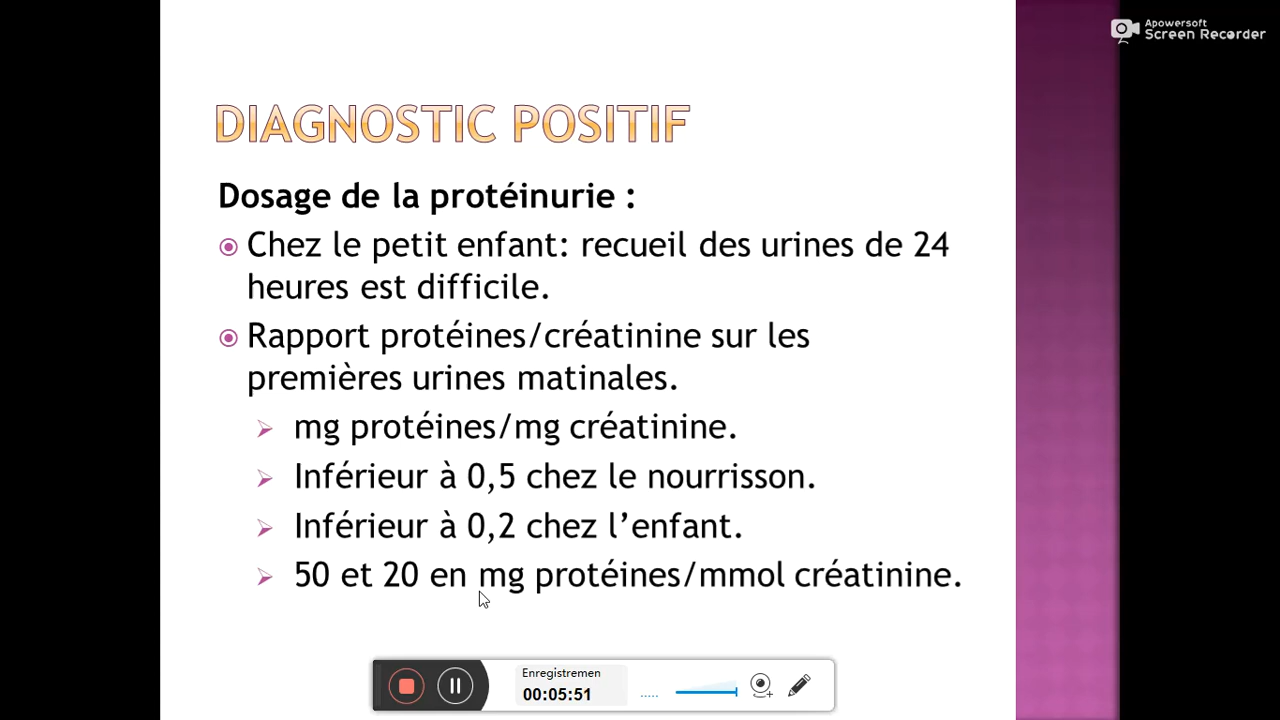 Apowersoft
Screen Recorder
DIAGNOSTIC POSITIF
Dosage de la protéinurie :
Chez le petit enfant: recueil des urines de 24
heures est difficile.
Rapport protéines/créatinine sur les
premières urines matinales.
mg protéines/mg créatinine.
Inférieur à 0,5 chez le nourrisson.
Inférieur à 0,2 chez l’enfant.
50 et 20 en mg protéines/mmol créatinine.
Enregistremen
00:05:51